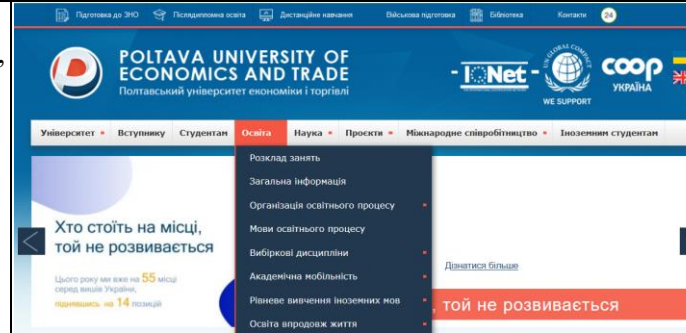 Підготовка до ЗНО Післядипломна освіта Дистанційне навчання Військова підготовка Бібліотека Контакти 24
POLTAVA UNIVERSITY OF
ECONOMICS AND TRADE
Полтавський університет економіки і торгівлі
- IQNet -
UN GLOBAL COMPACT
WE SUPPORT
COOP
УКРАЇНА
Університет Вступнику Студентам Освіта Наука Проєкти Міжнародне співробітництво Іноземним студентам
Розклад занять
Загальна інформація
Організація освітнього процесу
Мови освітнього процесу
Вибіркові дисципліни
Академічна мобільність
Рівневе вивчення іноземних мов
Освіта впродовж життя
Хто стоїть на місці,
той не розвивається
Цього року ми вже на 55 місці
серед вишів України,
піднявшись на 14 позицій
Дізнатися більше
, той не розвивається